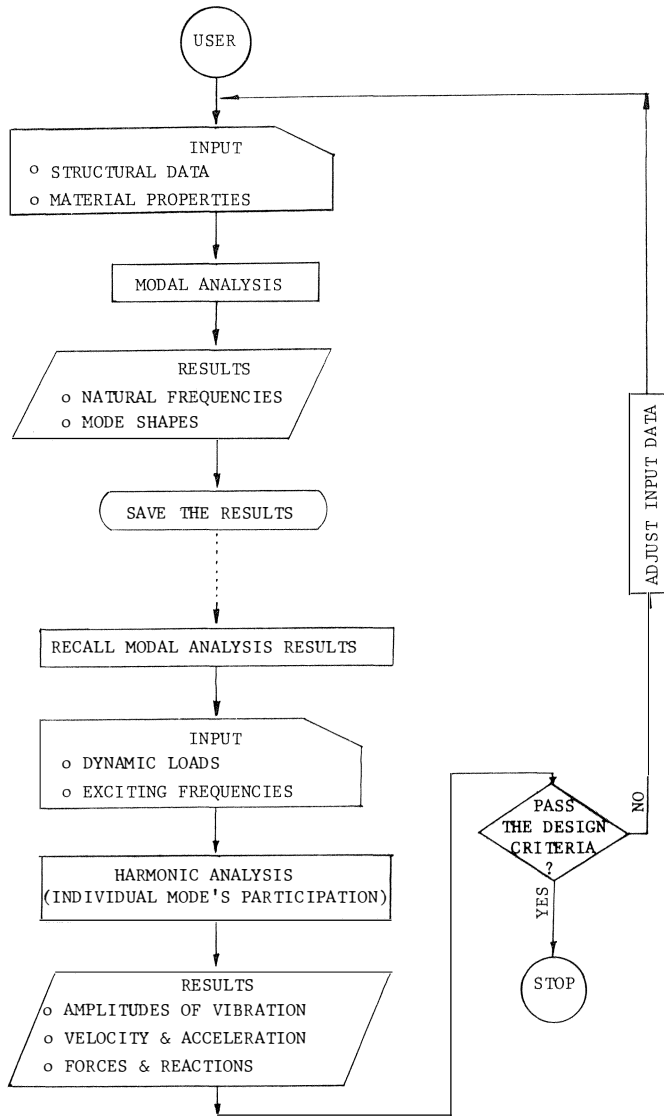 USER
INPUT
o STRUCTURAL DATA
o MATERIAL PROPERTIES
MODAL ANALYSIS
RESULTS
o NATURAL FREQUENCIES
o MODE SHAPES
SAVE THE RESULTS
RECALL MODAL ANALYSIS RESULTS
INPUT
o DYNAMIC LOADS
o EXCITING FREQUENCIES
HARMONIC ANALYSIS
(INDIVIDUAL MODE'S PARTICIPATION)
RESULTS
o AMPLITUDES OF VIBRATION
o VELOCITY & ACCELERATION
o FORCES & REACTIONS
PASS
THE DESIGN
CRITERIA
?
NO
YES
STOP
ADJUST INPUT DATA